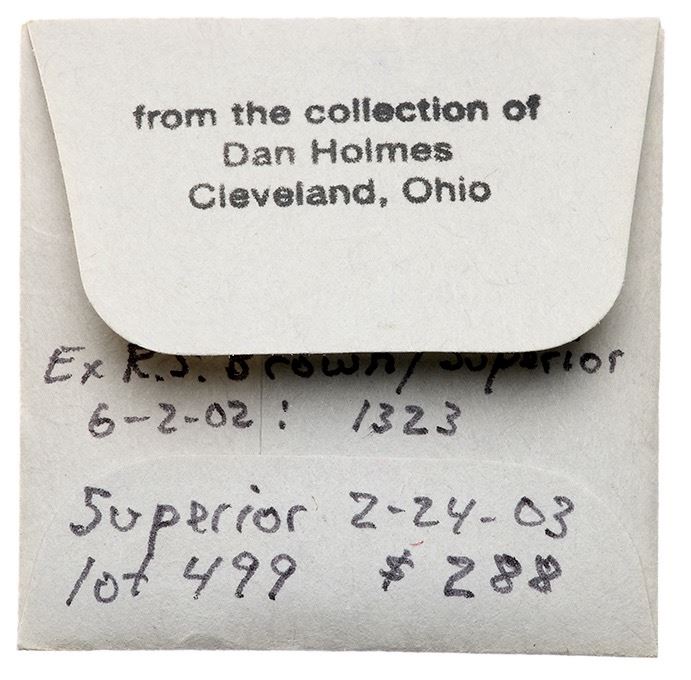 from the collection of
Dan Holmes
Cleveland, Ohio
Ex R.S. Brown/Superior
6-2-02: 1323
Superior 2-24-03
lot 499 $288